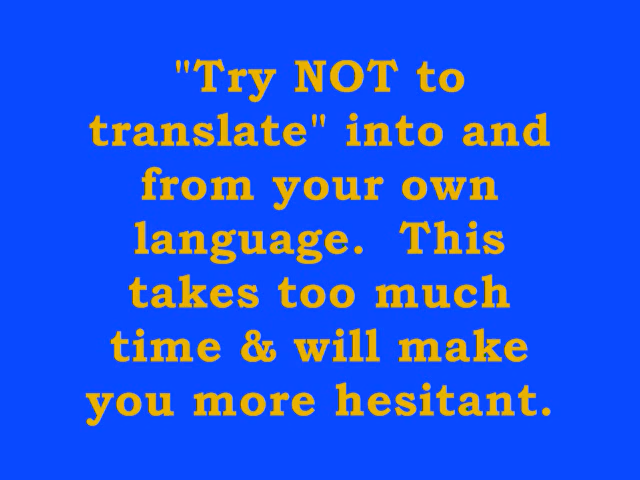 "Try NOT to
translate" into and
from your own
language.  This
takes too much
time & will make
you more hesitant.